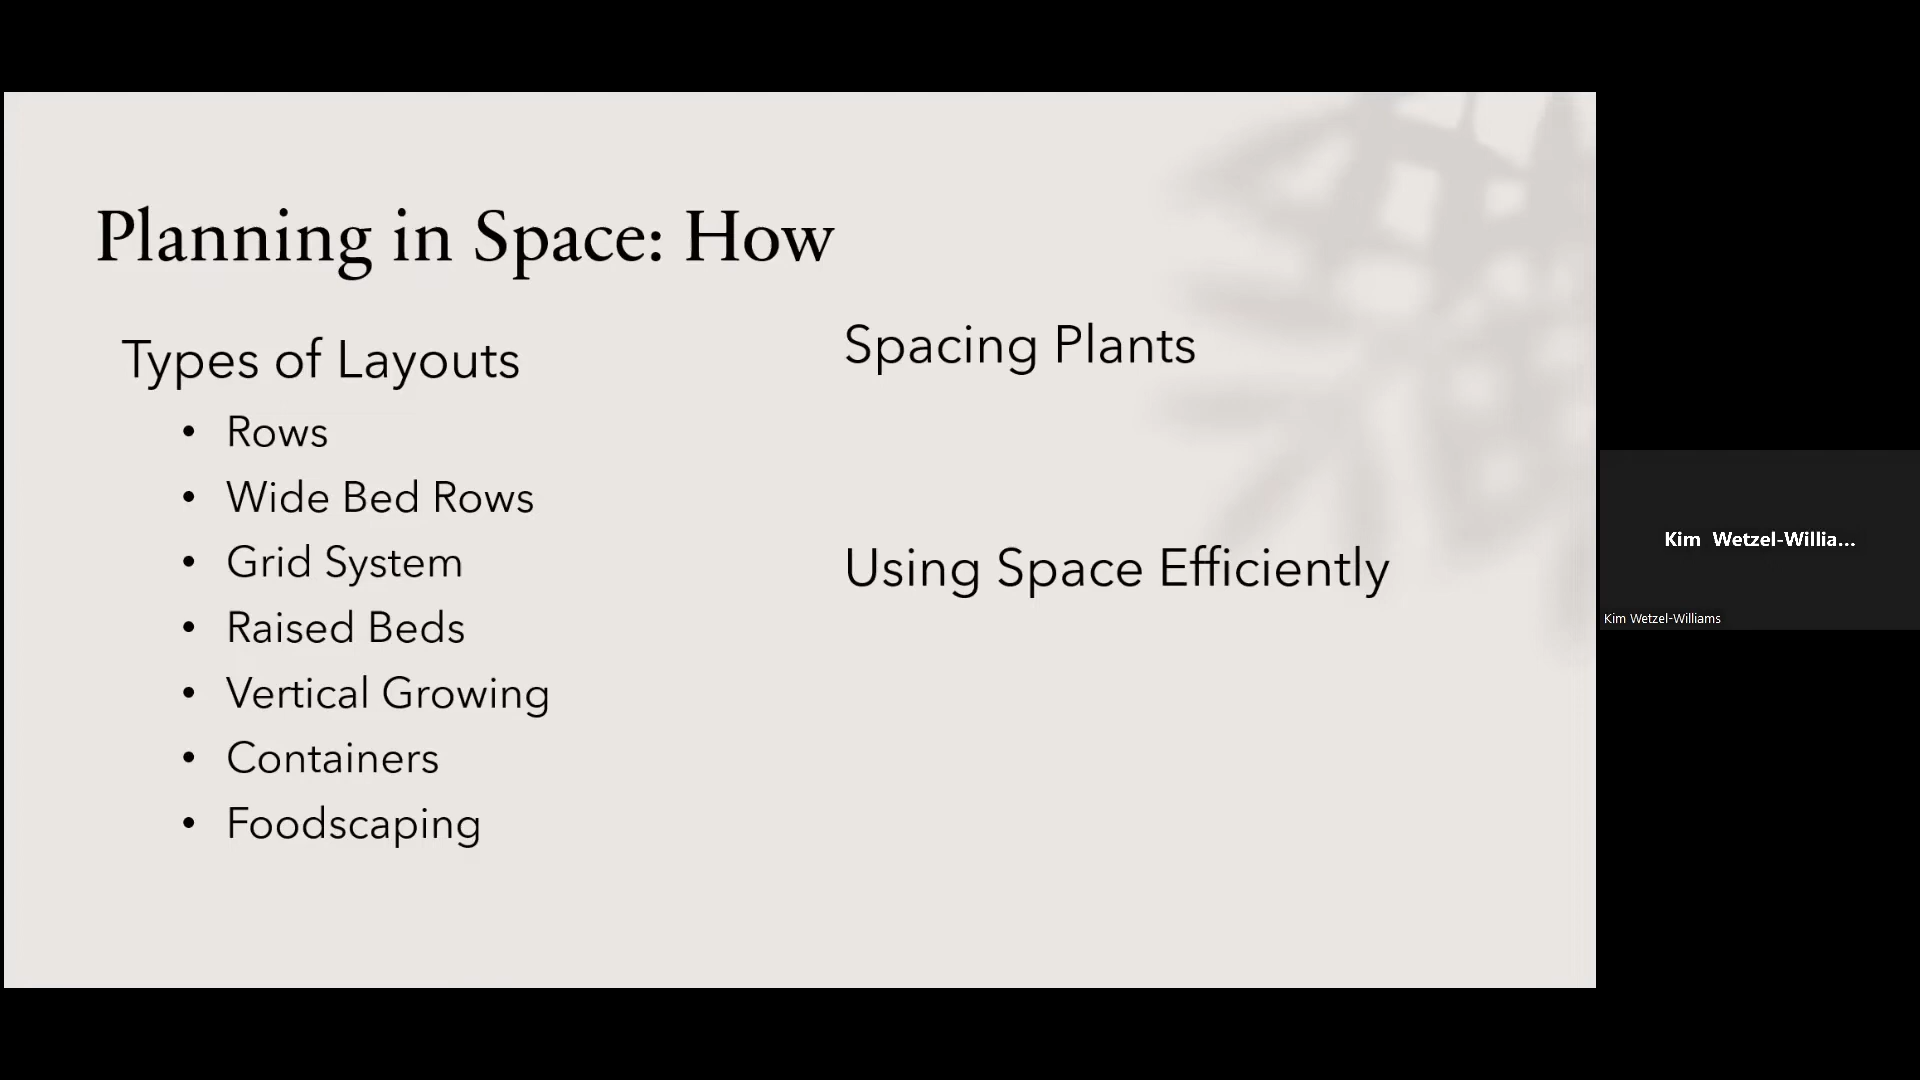 Planning in Space: How
Types of Layouts
• Rows
• Wide Bed Rows
• Grid System
• Raised Beds
• Vertical Growing
• Containers
• Foodscaping
Spacing Plants
Using Space Efficiently
Kim Wetzel-Willia...
Kim Wetzel-Williams